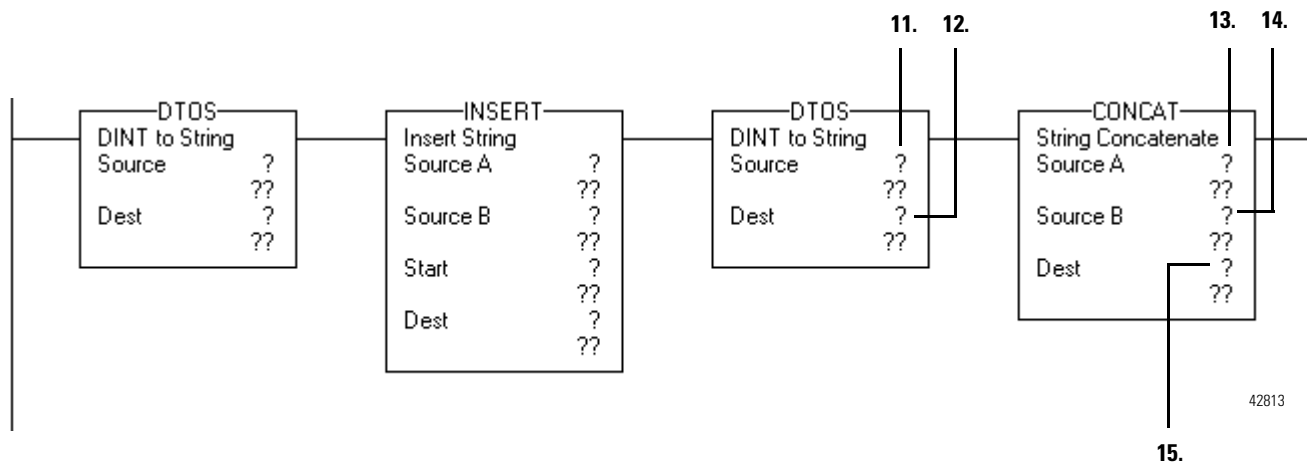 11. 12. 13. 14.
DTOS
DINT to String
Source ?
??
Dest ?
??
INSERT
Insert String
Source A ?
??
Source B ?
??
Start ?
??
Dest ?
??
DTOS
DINT to String
Source ?
??
Dest ?
??
CONCAT
String Concatenate
Source A ?
??
Source B ?
??
Dest ?
??
42813
15.